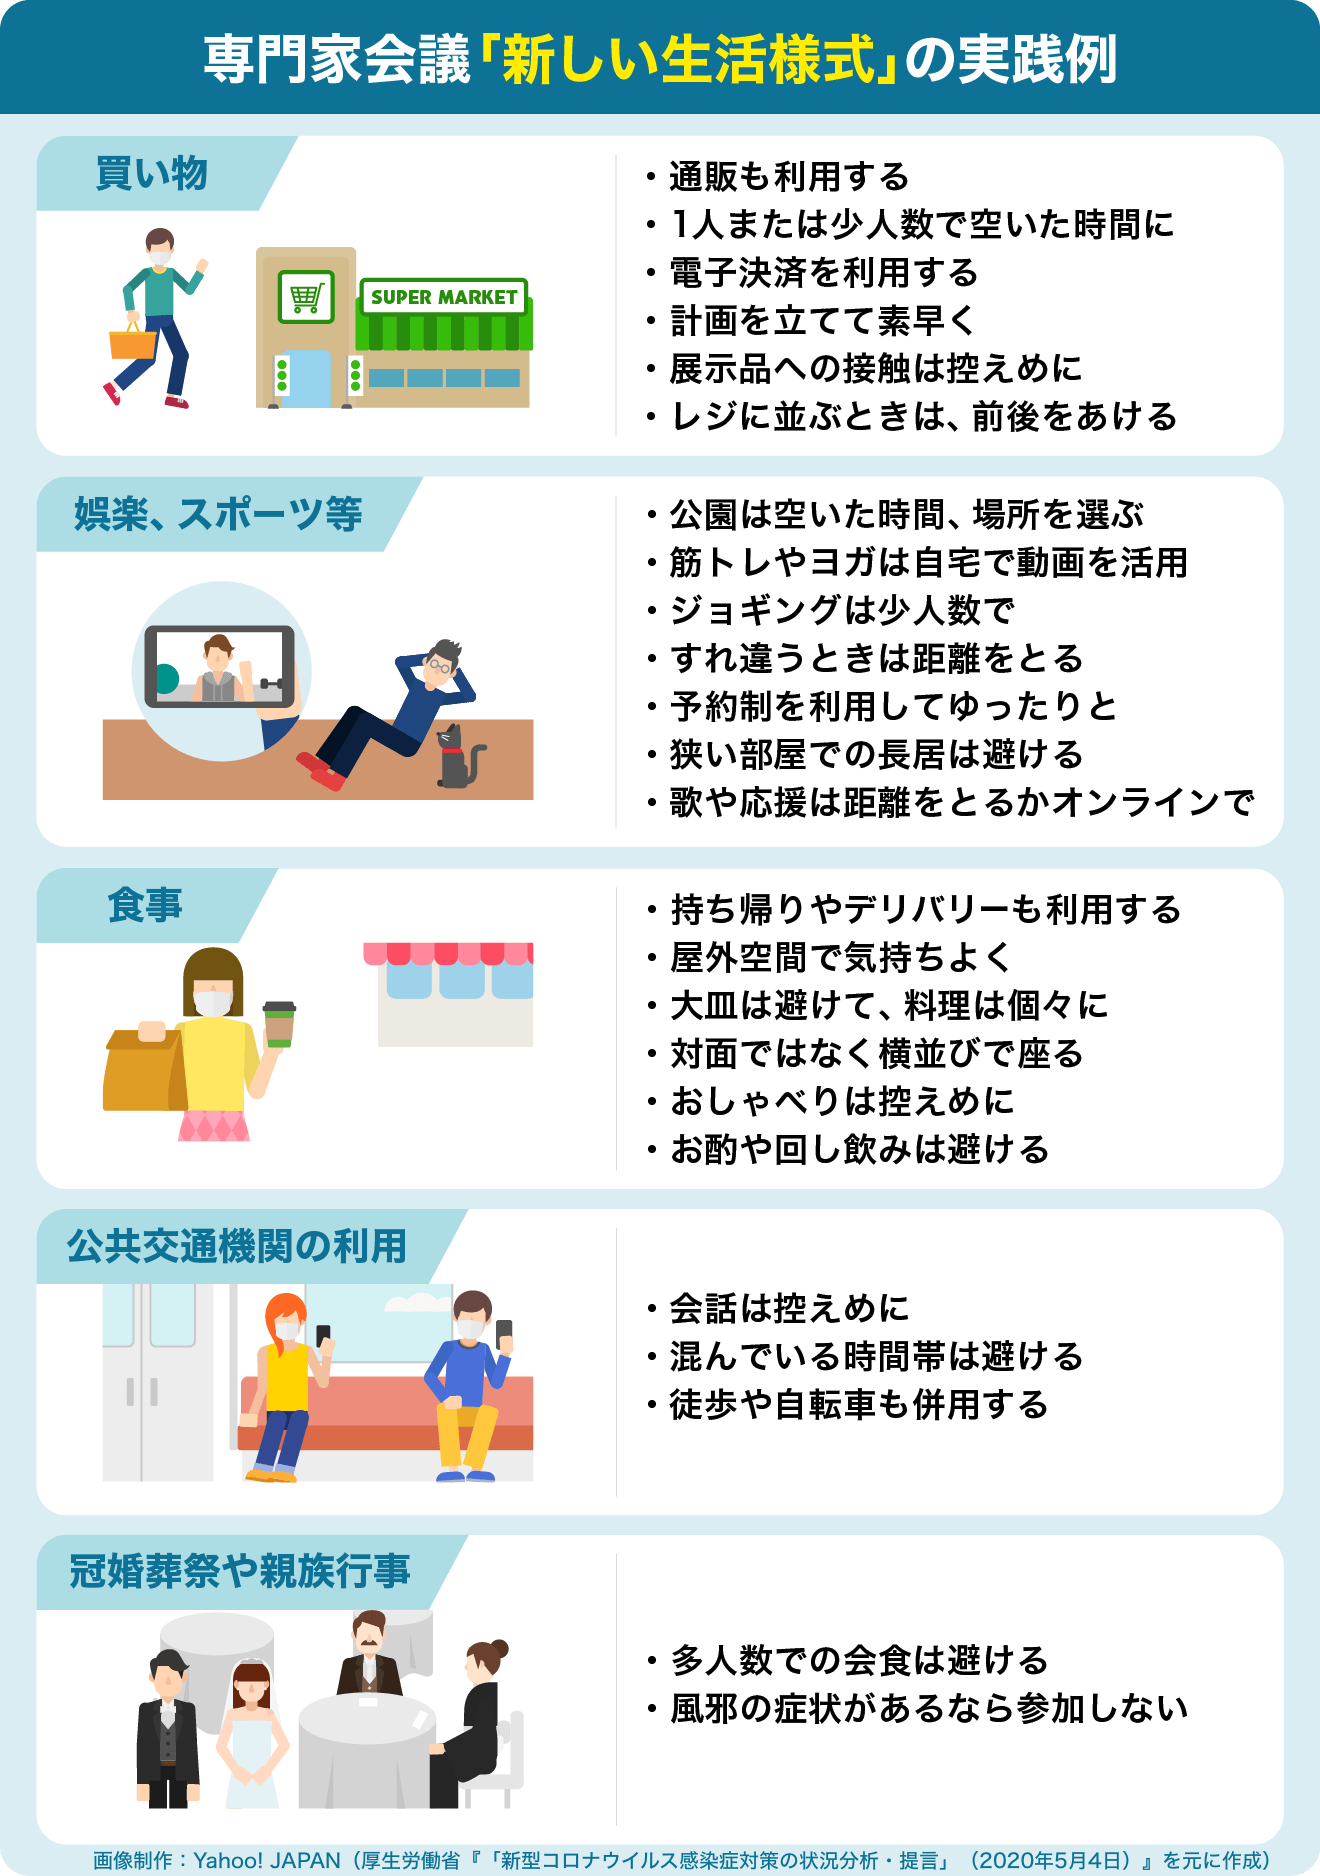 専門家会議「新しい生活様式」の実践例
買い物
SUPER MARKET
・通販も利用する
・1人または少人数で空いた時間に
・電子決済を利用する
・計画を立てて素早く
・展示品への接触は控えめに
・レジに並ぶときは、前後をあける
娯楽、スポーツ等
・公園は空いた時間、場所を選ぶ
・筋トレやヨガは自宅で動画を活用
・ジョギングは少人数で
・すれ違うときは距離をとる
・予約制を利用してゆったりと
・狭い部屋での長居は避ける
・歌や応援は距離をとるかオンラインで
食事
・持ち帰りやデリバリーも利用する
・屋外空間で気持ちよく
・大皿は避けて、料理は個々に
・対面ではなく横並びで座る
・おしゃべりは控えめに
・お酌や回し飲みは避ける
公共交通機関の利用
・会話は控えめに
・混んでいる時間帯は避ける
・徒歩や自転車も併用する
冠婚葬祭や親族行事
・多人数での会食は避ける
・風邪の症状があるなら参加しない
画像制作：Yahoo! JAPAN（厚生労働省『「新型コロナウイルス感染症対策の状況分析・提言」（2020年5月4日）』を元に作成）